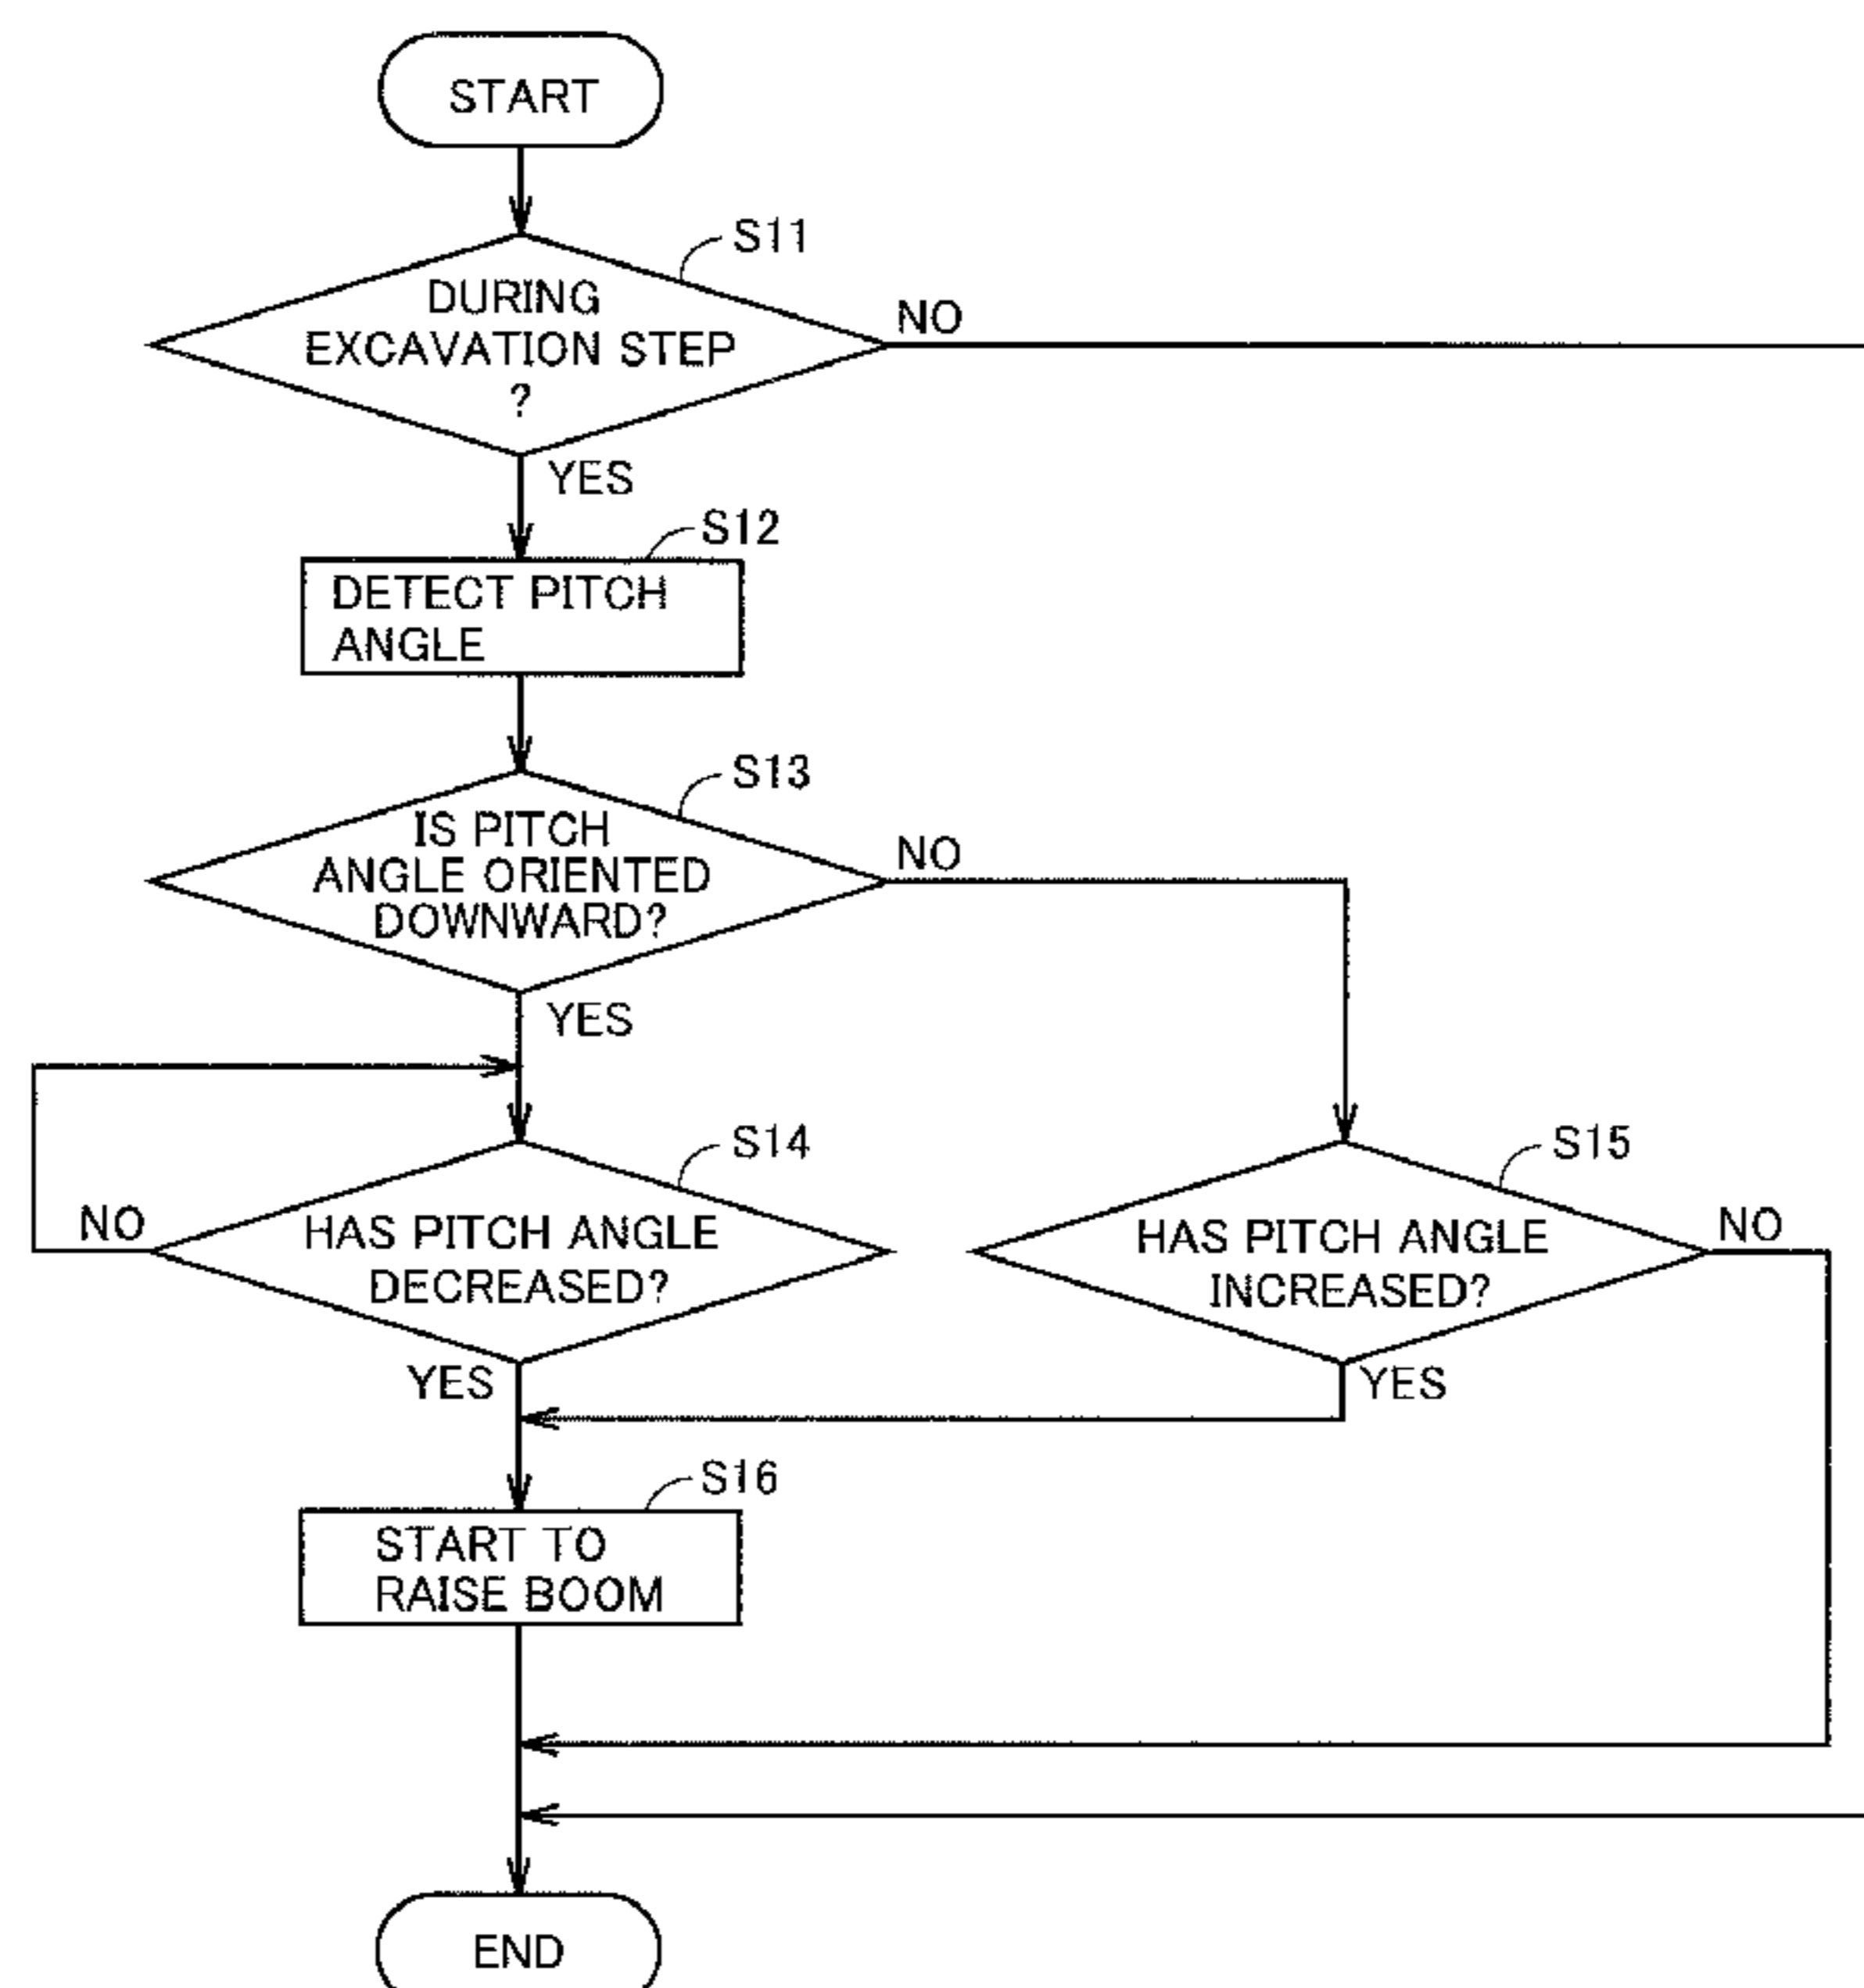 START
S11
DURING
EXCAVATION STEP
?
NO
YES
S12
DETECT PITCH
ANGLE
S13
IS PITCH
ANGLE ORIENTED
DOWNWARD?
NO
YES
S14
NO
HAS PITCH ANGLE
DECREASED?
YES
S15
HAS PITCH ANGLE
INCREASED?
NO
YES
S16
START TO
RAISE BOOM
END